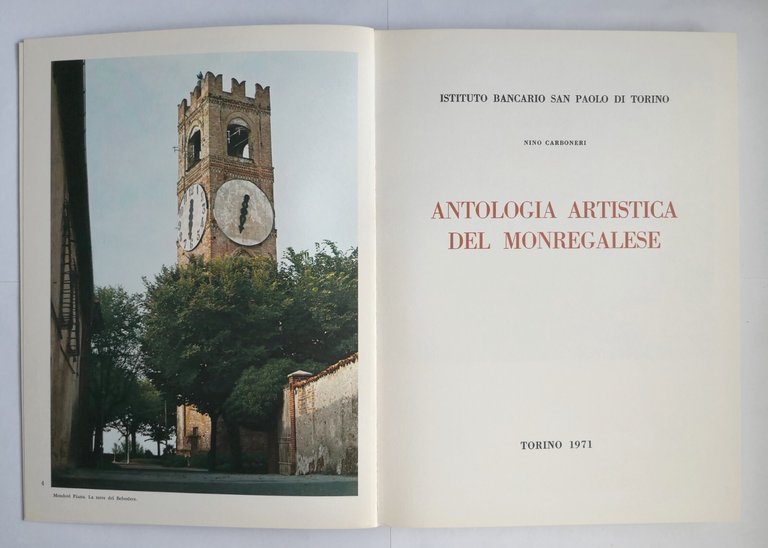 4
Mondovì Piazza. La torre del Belvedere.
ISTITUTO BANCARIO SAN PAOLO DI TORINO
NINO CARBONERI
ANTOLOGIA ARTISTICA
DEL MONREGALESE
TORINO 1971